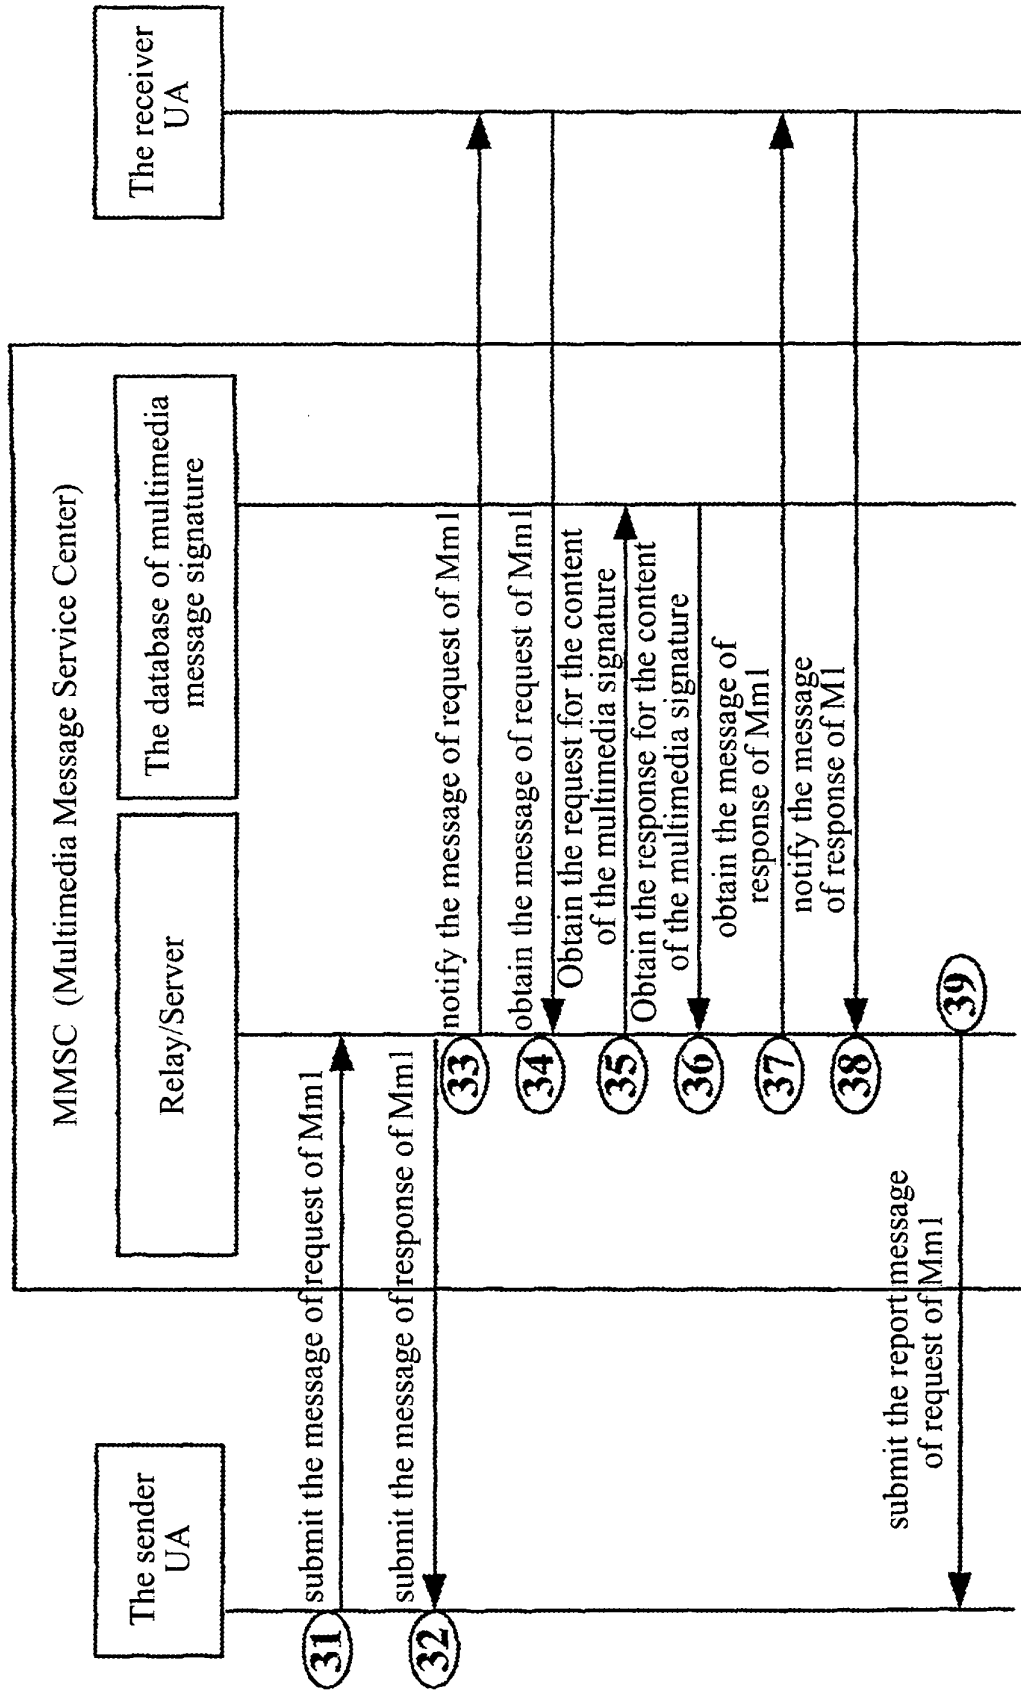 The sender
UA
MMSC (Multimedia Message Service Center)
Relay/Server
The database of multimedia
message signature
The receiver
UA
31
submit the message of request of Mm1
32
submit the message of response of Mm1
33
notify the message of request of Mm1
34
obtain the message of request of Mm1
35
Obtain the request for the content
of the multimedia signature
36
Obtain the response for the content
of the multimedia signature
37
obtain the message of
response of Mm1
38
notify the message
of response of M1
39
submit the report message
of request of Mm1